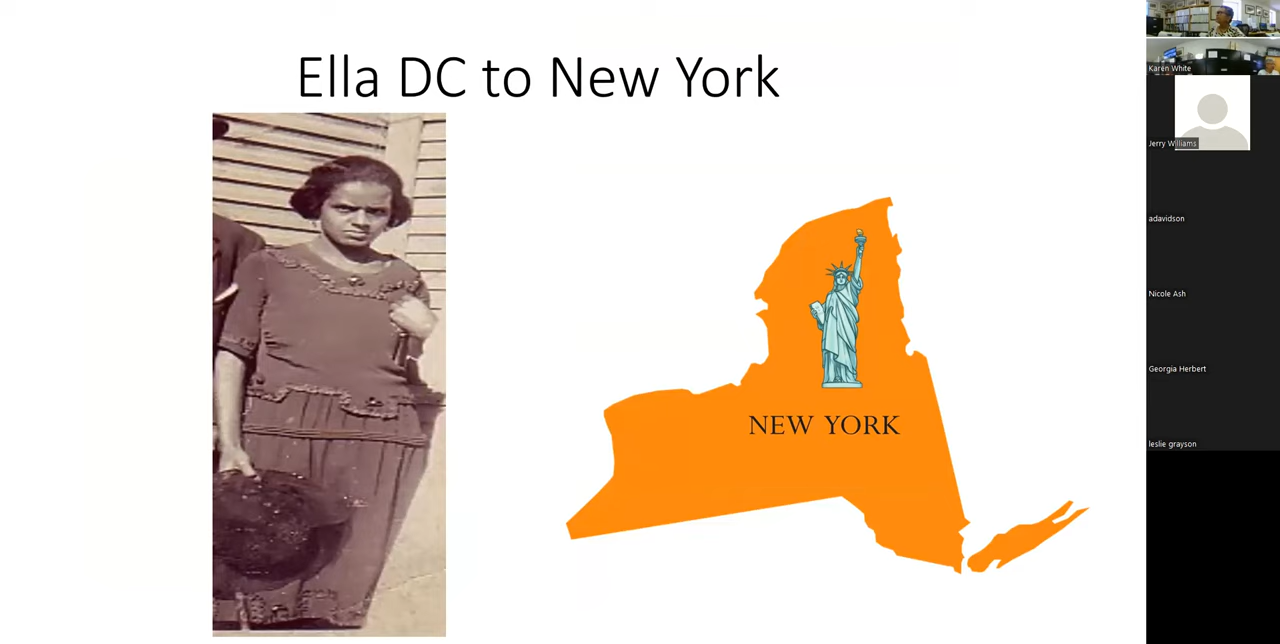 Ella DC to New York
NEW YORK
Karen White
Jerry Williams
adavidson
Nicole Ash
Georgia Herbert
leslie grayson